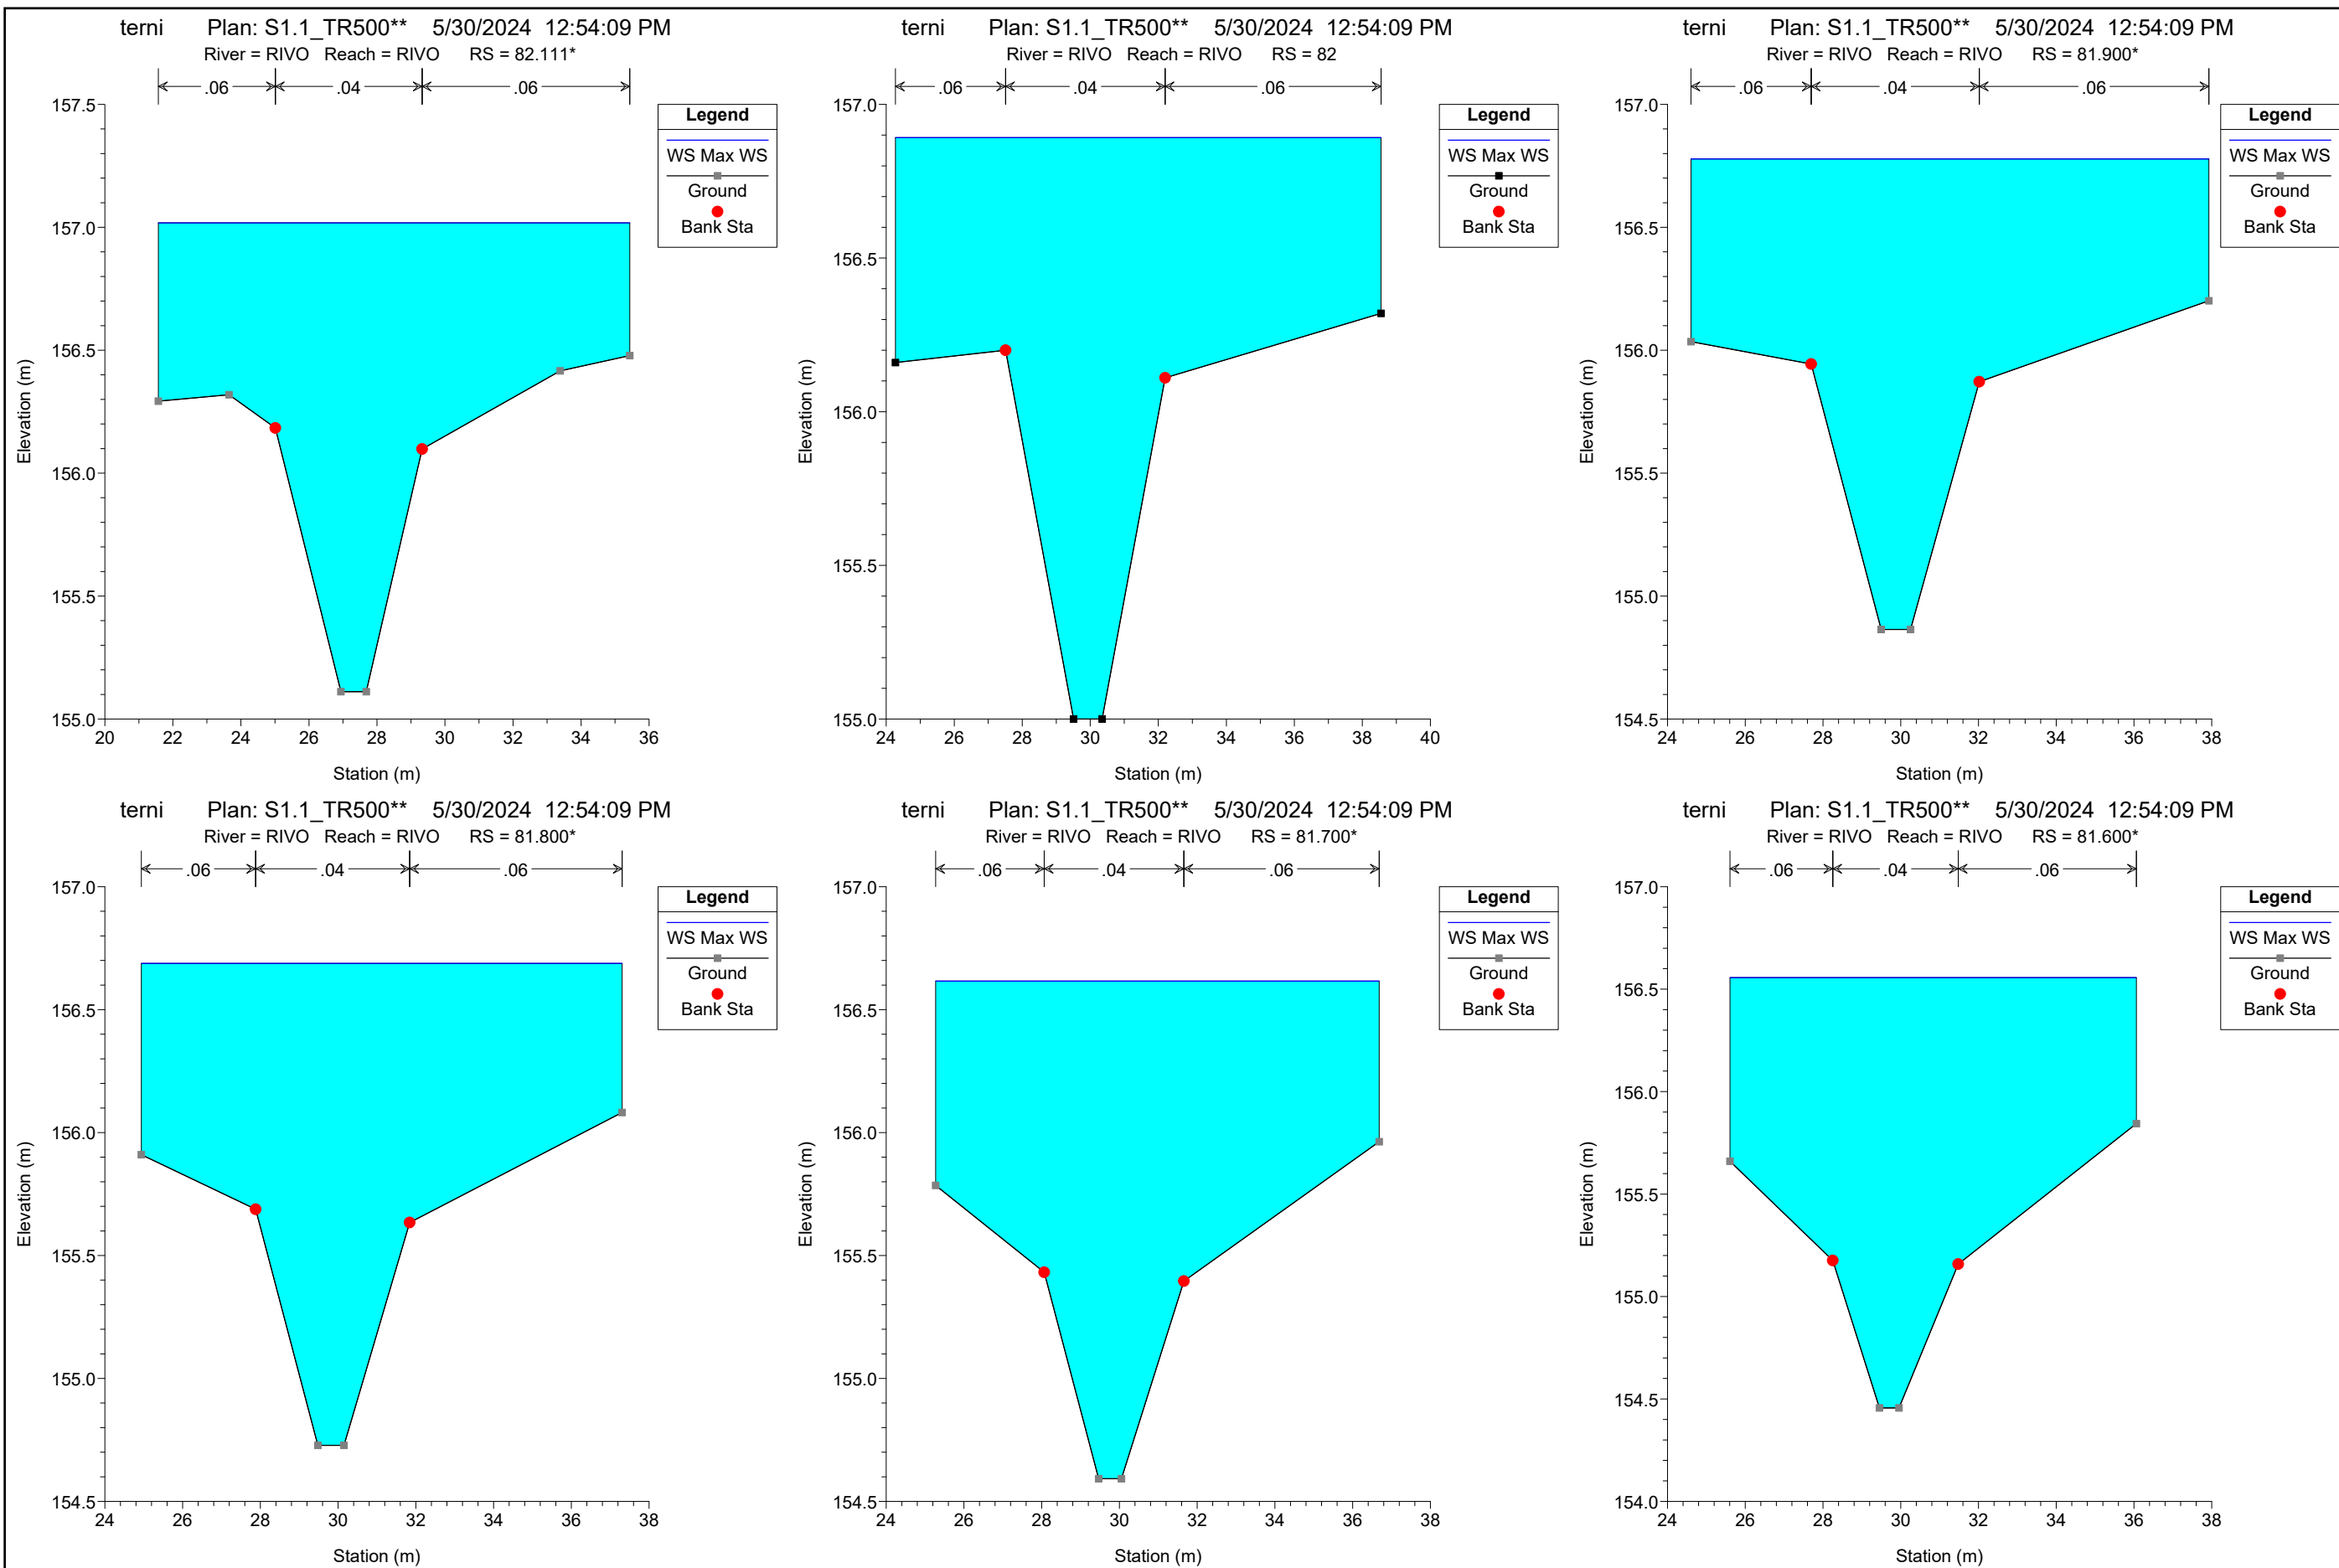 terni Plan: S1.1_TR500** 5/30/2024 12:54:09 PM
River = RIVO Reach = RIVO RS = 82.111*
.06 .04 .06
157.5
157.0
156.5
156.0
155.5
155.0
Elevation (m)
20 22 24 26 28 30 32 34 36
Station (m)
Legend
WS Max WS
Ground
Bank Sta
terni Plan: S1.1_TR500** 5/30/2024 12:54:09 PM
River = RIVO Reach = RIVO RS = 82
.06 .04 .06
157.0
156.5
156.0
155.5
155.0
Elevation (m)
24 26 28 30 32 34 36 38 40
Station (m)
Legend
WS Max WS
Ground
Bank Sta
terni Plan: S1.1_TR500** 5/30/2024 12:54:09 PM
River = RIVO Reach = RIVO RS = 81.900*
.06 .04 .06
157.0
156.5
156.0
155.5
155.0
154.5
Elevation (m)
24 26 28 30 32 34 36 38
Station (m)
Legend
WS Max WS
Ground
Bank Sta
terni Plan: S1.1_TR500** 5/30/2024 12:54:09 PM
River = RIVO Reach = RIVO RS = 81.800*
.06 .04 .06
157.0
156.5
156.0
155.5
155.0
154.5
Elevation (m)
24 26 28 30 32 34 36 38
Station (m)
Legend
WS Max WS
Ground
Bank Sta
terni Plan: S1.1_TR500** 5/30/2024 12:54:09 PM
River = RIVO Reach = RIVO RS = 81.700*
.06 .04 .06
157.0
156.5
156.0
155.5
155.0
154.5
Elevation (m)
24 26 28 30 32 34 36 38
Station (m)
Legend
WS Max WS
Ground
Bank Sta
terni Plan: S1.1_TR500** 5/30/2024 12:54:09 PM
River = RIVO Reach = RIVO RS = 81.600*
.06 .04 .06
157.0
156.5
156.0
155.5
155.0
154.5
154.0
Elevation (m)
24 26 28 30 32 34 36 38
Station (m)
Legend
WS Max WS
Ground
Bank Sta